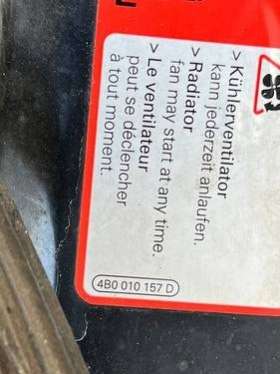 > Kühlerventilator
kann jederzeit anlaufen.
> Radiator
fan may start at any time.
> Le ventilateur
peut se déclencher
à tout moment.
4B0 010 157 D